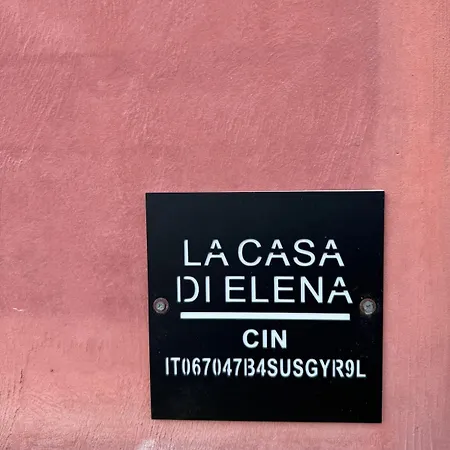 LA CASA
DI ELENA
CIN
IT067047B4SUSGYR9L